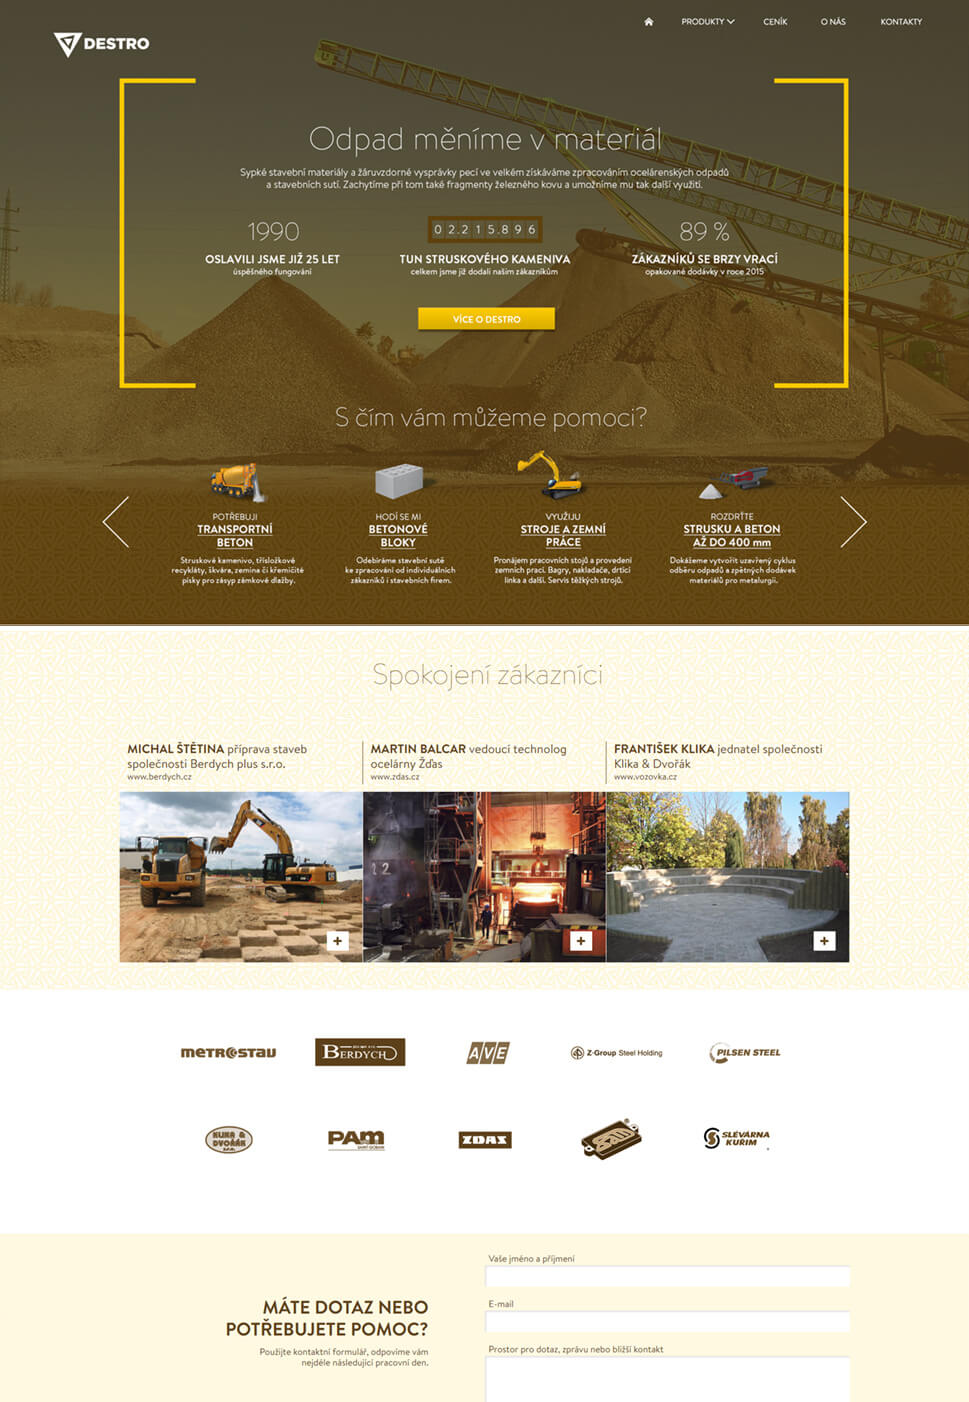 DESTRO
PRODUKTY
CENÍK
O NÁS
KONTAKTY
Odpad měníme v materiál
Sypké stavební materiály a žáruvzdorné vysprávky pecí ve velkém získáváme zpracováním ocelárenských odpadů
a stavebních sutí. Zachytíme při tom také fragmenty železného kovu a umožníme mu tak další využití.
1990
OSLAVILI JSME JIŽ 25 LET
úspěšného fungování
02.215.896
TUN STRUSKOVÉHO KAMENIVA
celkem jsme již dodali našim zákazníkům
89 %
ZÁKAZNÍKŮ SE BRZY VRACÍ
opakované dodávky v roce 2015
VÍCE O DESTRO
S čím vám můžeme pomoci?
POTŘEBUJI
TRANSPORTNÍ
BETON
Struskové kamenivo, třísložkové
recykláty, škvára, zemina či křemičité
písky pro zásyp zámkové dlažby.
HODÍ SE MI
BETONOVÉ
BLOKY
Odebíráme stavební sutě
ke zpracování od individuálních
zákazníků i stavebních firem.
VYUŽIJU
STROJE A ZEMNÍ
PRÁCE
Pronájem pracovních stojů a provedení
zemních prací. Bagry, nakladače, drtící
linka a další. Servis těžkých strojů.
ROZDRŤTE
STRUSKU A BETON
AŽ DO 400 mm
Dokážeme vytvořit uzavřený cyklus
odběru odpadů a zpětných dodávek
materiálů pro metalurgii.
Spokojení zákazníci
MICHAL ŠTĚTINA příprava staveb
společnosti Berdych plus s.r.o.
www.berdych.cz
MARTIN BALCAR vedoucí technolog
ocelárny Žďas
www.zdas.cz
FRANTIŠEK KLIKA jednatel společnosti
Klika & Dvořák
www.vozovka.cz
METROSTAV
BERDYCH
AVE
Z-Group Steel Holding
PILSEN STEEL
KLIKA &
DVOŘÁK
s.r.o.
PAM
SAINT-GOBAIN
ZDAS
SLÉVÁRNA
KUŘIM
MÁTE DOTAZ NEBO
POTŘEBUJETE POMOC?
Použijte kontaktní formulář, odpovíme vám
nejdéle následující pracovní den.
Vaše jméno a příjmení
E-mail
Prostor pro dotaz, zprávu nebo bližší kontakt